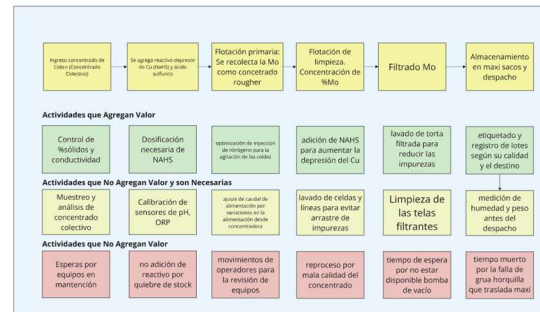 Ingreso concentrado de
Cobre (Concentrado
Colectivo)
Se agrega reactivo depresor
de Cu (NaHS) y ácido
sulfúrico
Flotación primaria:
Se recolecta la Mo
como concetrado
rougher
Flotación de
limpieza.
Concentración de
%Mo
Filtrado Mo
Almacenamiento
en maxi sacos y
despacho
Actividades que Agregan Valor
Control de
%sólidos y
conductividad
Dosificación
necesaria de
NAHS
optimización de inyección
de nitrógeno para la
agitación de las celdas
adición de NAHS
para aumentar la
depresión del Cu
lavado de torta
filtrada para
reducir las
impurezas
etiquetado y
registro de lotes
según su calidad
y el destino
Actividades que No Agregan Valor y son Necesarias
Muestreo y
análisis de
concentrado
colectivo
Calibración de
sensores de pH,
ORP
ajuste de caudal de
alimentación por
variaciones en la
alimentación desde
concentradora
lavado de celdas y
líneas para evitar
arrastre de
impurezas
Limpieza de
las telas
filtrantes
medición de
humedad y peso
antes del
despacho
Actividades que No Agregan Valor
Esperas por
equipos en
mantención
no adición de
reactivo por
quiebre de stock
movimientos de
operadores para
la revisión de
equipos
reproceso por
mala calidad del
concentrado
tiempo de espera
por no estar
disponible bomba
de vacío
tiempo muerto
por la falla de
grua horquilla
que traslada maxi